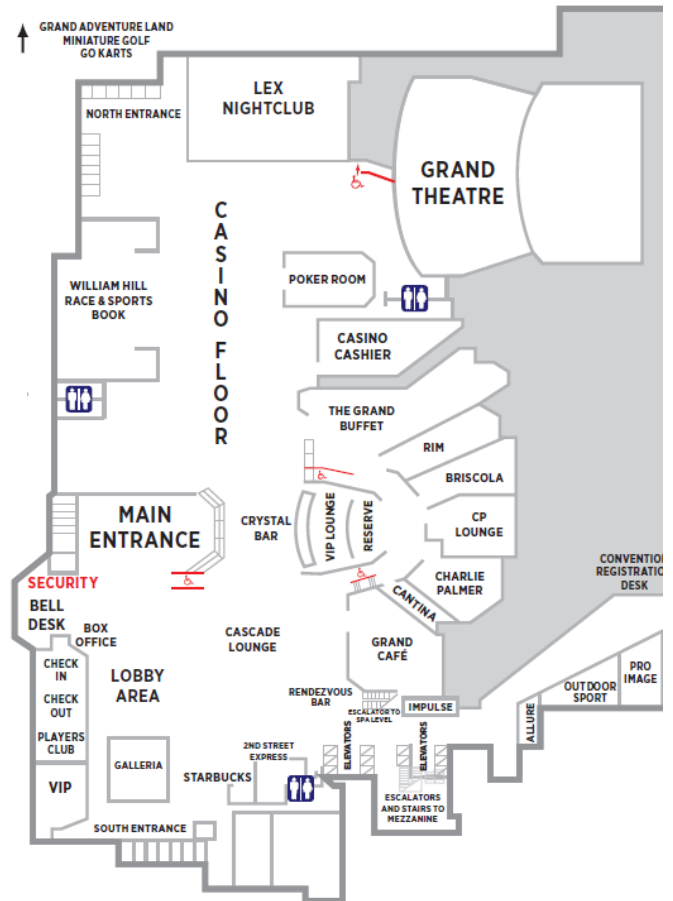 GRAND ADVENTURE LAND
MINIATURE GOLF
GO KARTS
NORTH ENTRANCE
LEX
NIGHTCLUB
GRAND
THEATRE
CASINO FLOOR
POKER ROOM
WILLIAM HILL
RACE & SPORTS
BOOK
CASINO
CASHIER
THE GRAND
BUFFET
RIM
BRISCOLA
CP
LOUNGE
CHARLIE
PALMER
CANTINA
MAIN
ENTRANCE
CRYSTAL
BAR
VIP LOUNGE
RESERVE
SECURITY
BELL
DESK
BOX
OFFICE
CASCADE
LOUNGE
GRAND
CAFÉ
CONVENTIO
REGISTRATION
DESK
CHECK
IN
CHECK
OUT
PLAYERS
CLUB
VIP
LOBBY
AREA
GALLERIA
RENDEZVOUS
BAR
ESCALATOR TO
SPA LEVEL
IMPULSE
ALLURE
OUTDOOR
SPORT
PRO
IMAGE
ELEVATORS
ELEVATORS
2ND STREET
EXPRESS
STARBUCKS
ESCALATORS
AND STAIRS TO
MEZZANINE
SOUTH ENTRANCE